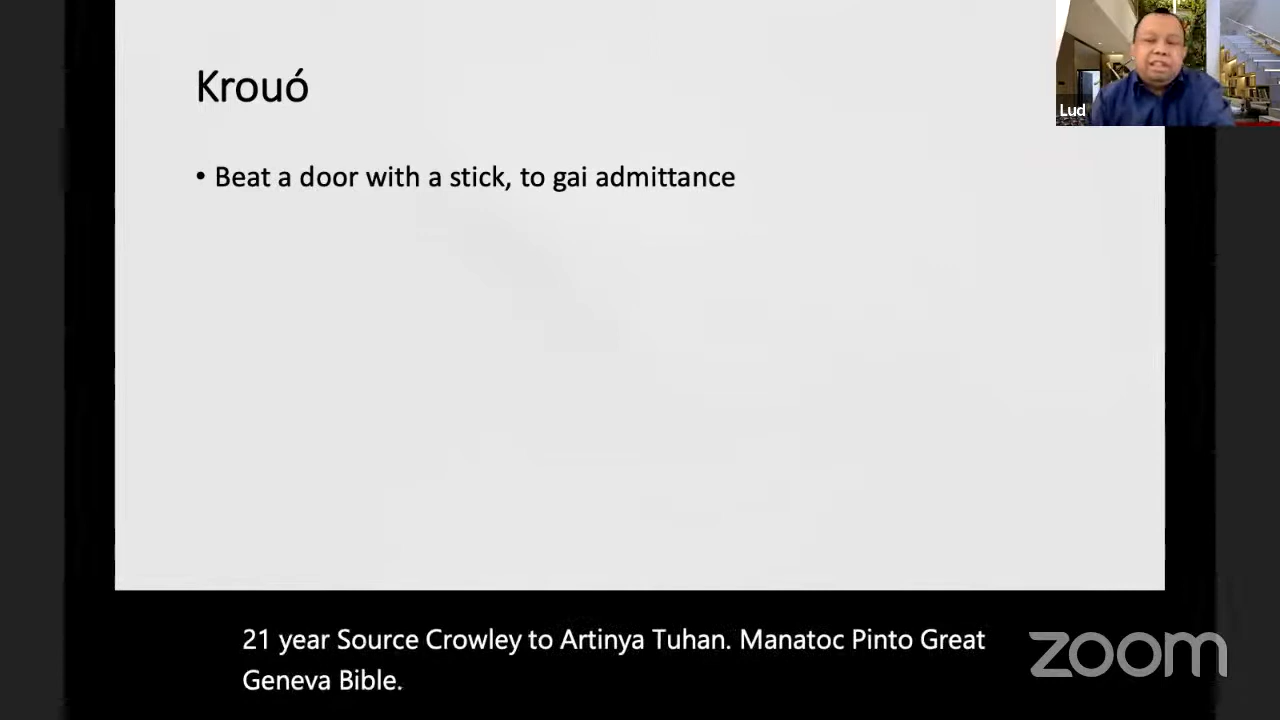 Krouó
• Beat a door with a stick, to gai admittance
Lud
21 year Source Crowley to Artinya Tuhan. Manatoc Pinto Great
Geneva Bible.
zoom